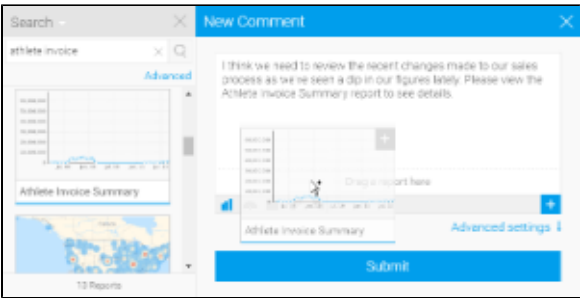 Search
New Comment
athlete invoice
Advanced
I think we need to review the recent changes made to our sales
process as we've seen a dip in our figures lately. Please view the
Athlete Invoice Summary report to see details.
Athlete Invoice Summary
Drag a report here
Athlete Invoice Summary
Advanced settings
Submit
10 Reports